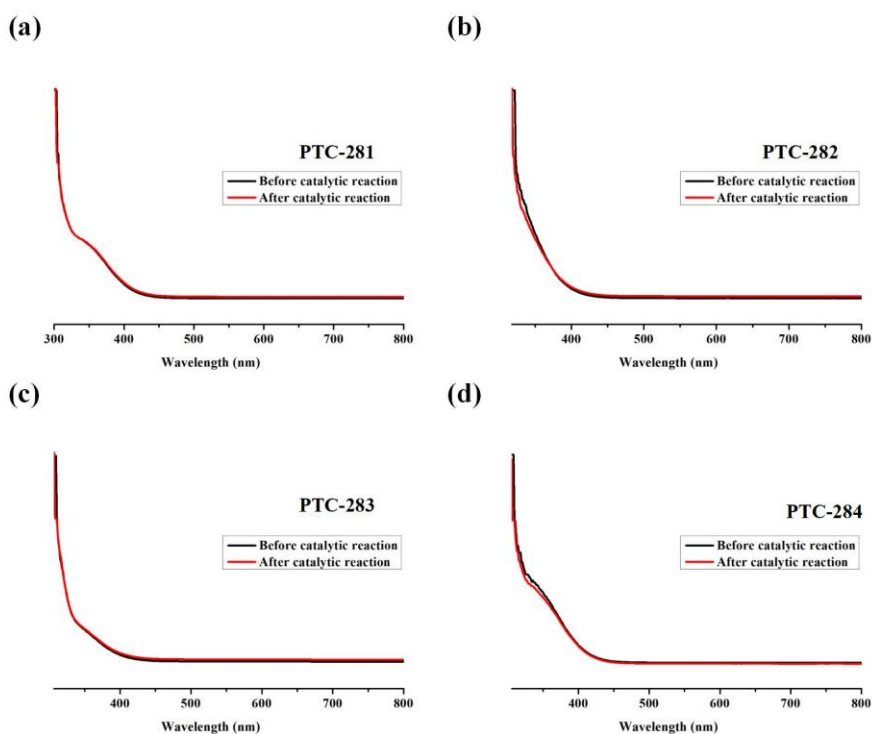 (a)
PTC-281
Before catalytic reaction
After catalytic reaction
300 400 500 600 700 800
Wavelength (nm)
(b)
PTC-282
Before catalytic reaction
After catalytic reaction
400 500 600 700 800
Wavelength (nm)
(c)
PTC-283
Before catalytic reaction
After catalytic reaction
400 500 600 700 800
Wavelength (nm)
(d)
PTC-284
Before catalytic reaction
After catalytic reaction
400 500 600 700 800
Wavelength (nm)